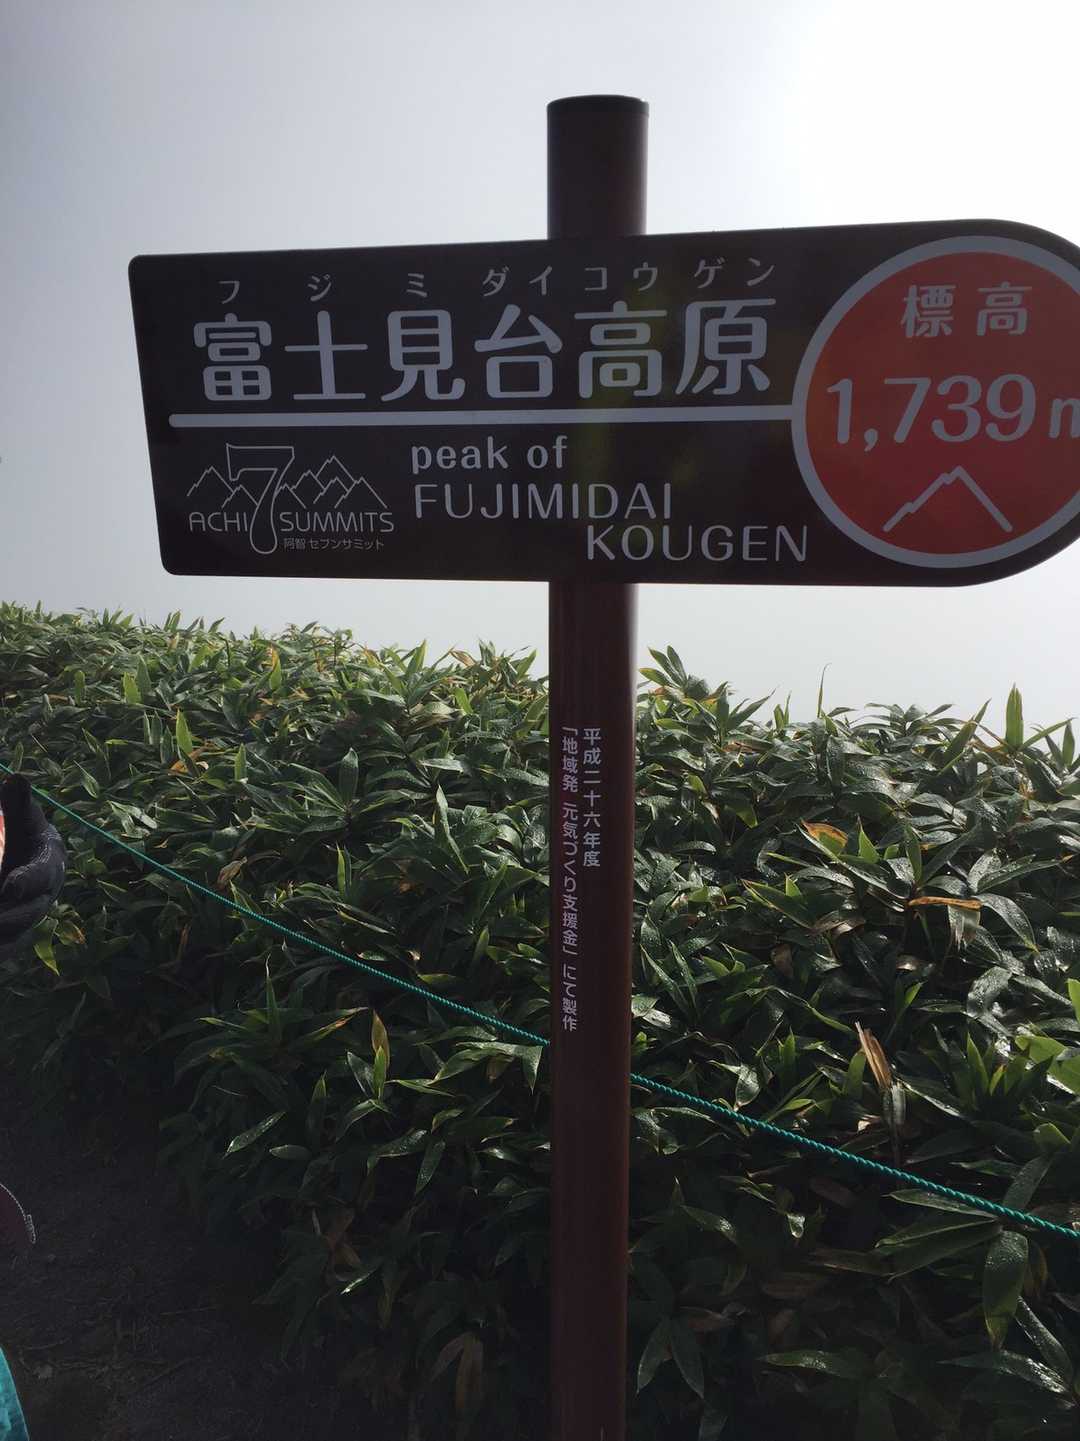 フジミダイコウゲン
富士見台高原
peak of
FUJIMIDAI
KOUGEN
ACHI 7 SUMMITS
阿智 セブンサミット
標高
1,739m
平成二十六年度
「地域発 元気づくり支援金」にて製作